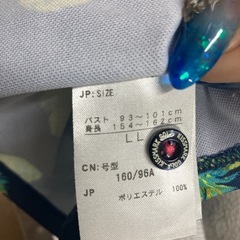 JP:SIZE
バスト 93～101cm
身長 154～162cm
LL
CN:号型
160/96A
JP ポリエステル 100%